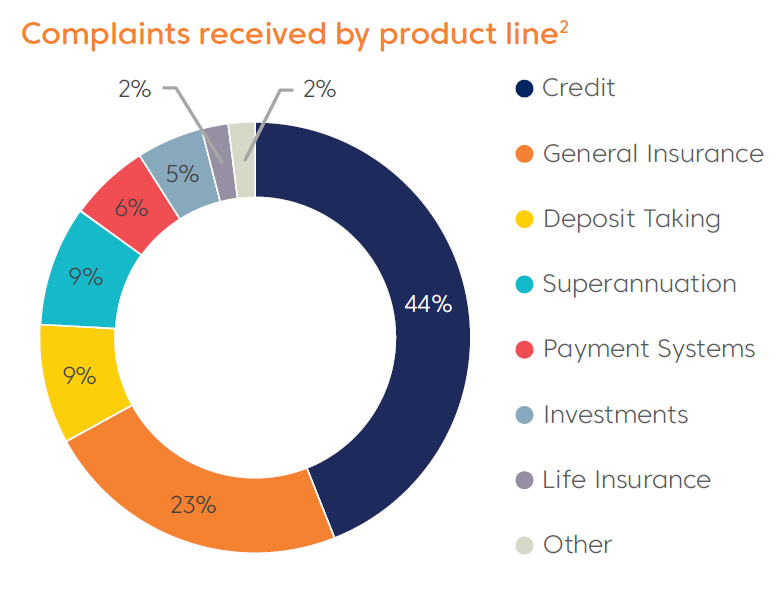 Complaints received by product line²
2%
2%
5%
6%
9%
9%
23%
44%
Credit
General Insurance
Deposit Taking
Superannuation
Payment Systems
Investments
Life Insurance
Other